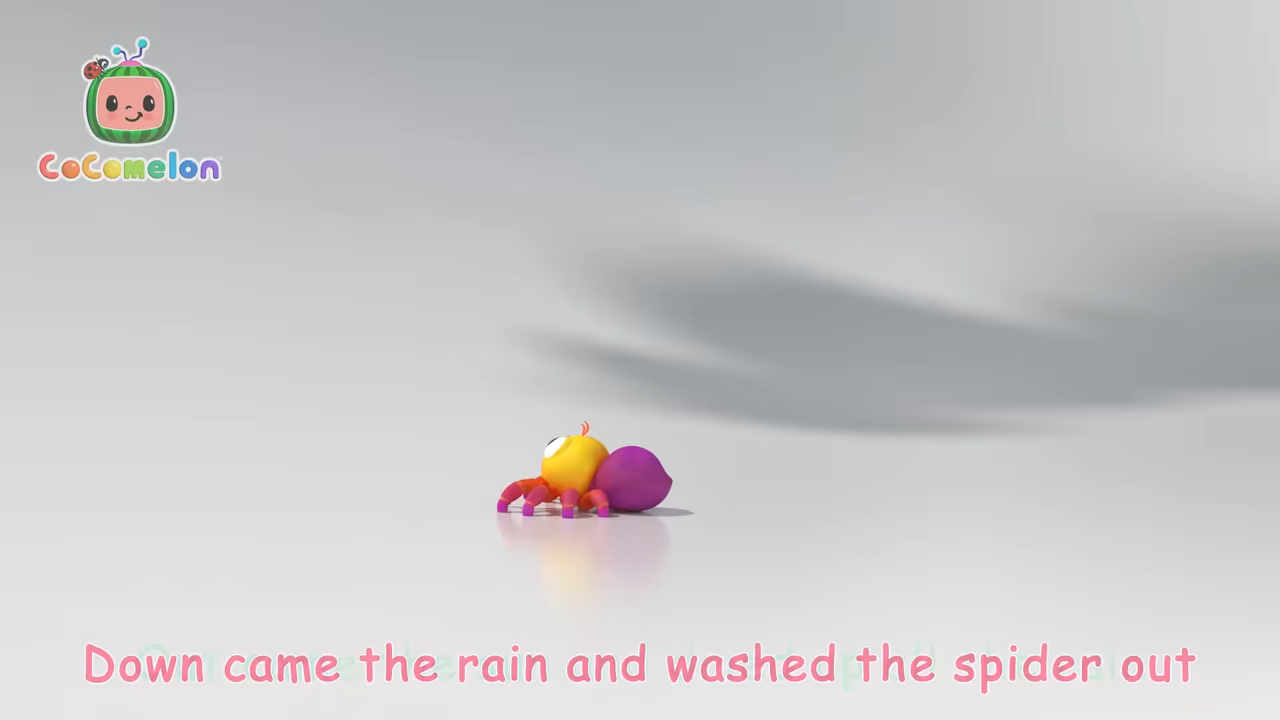 CoComelon
Down came the rain and washed the spider out